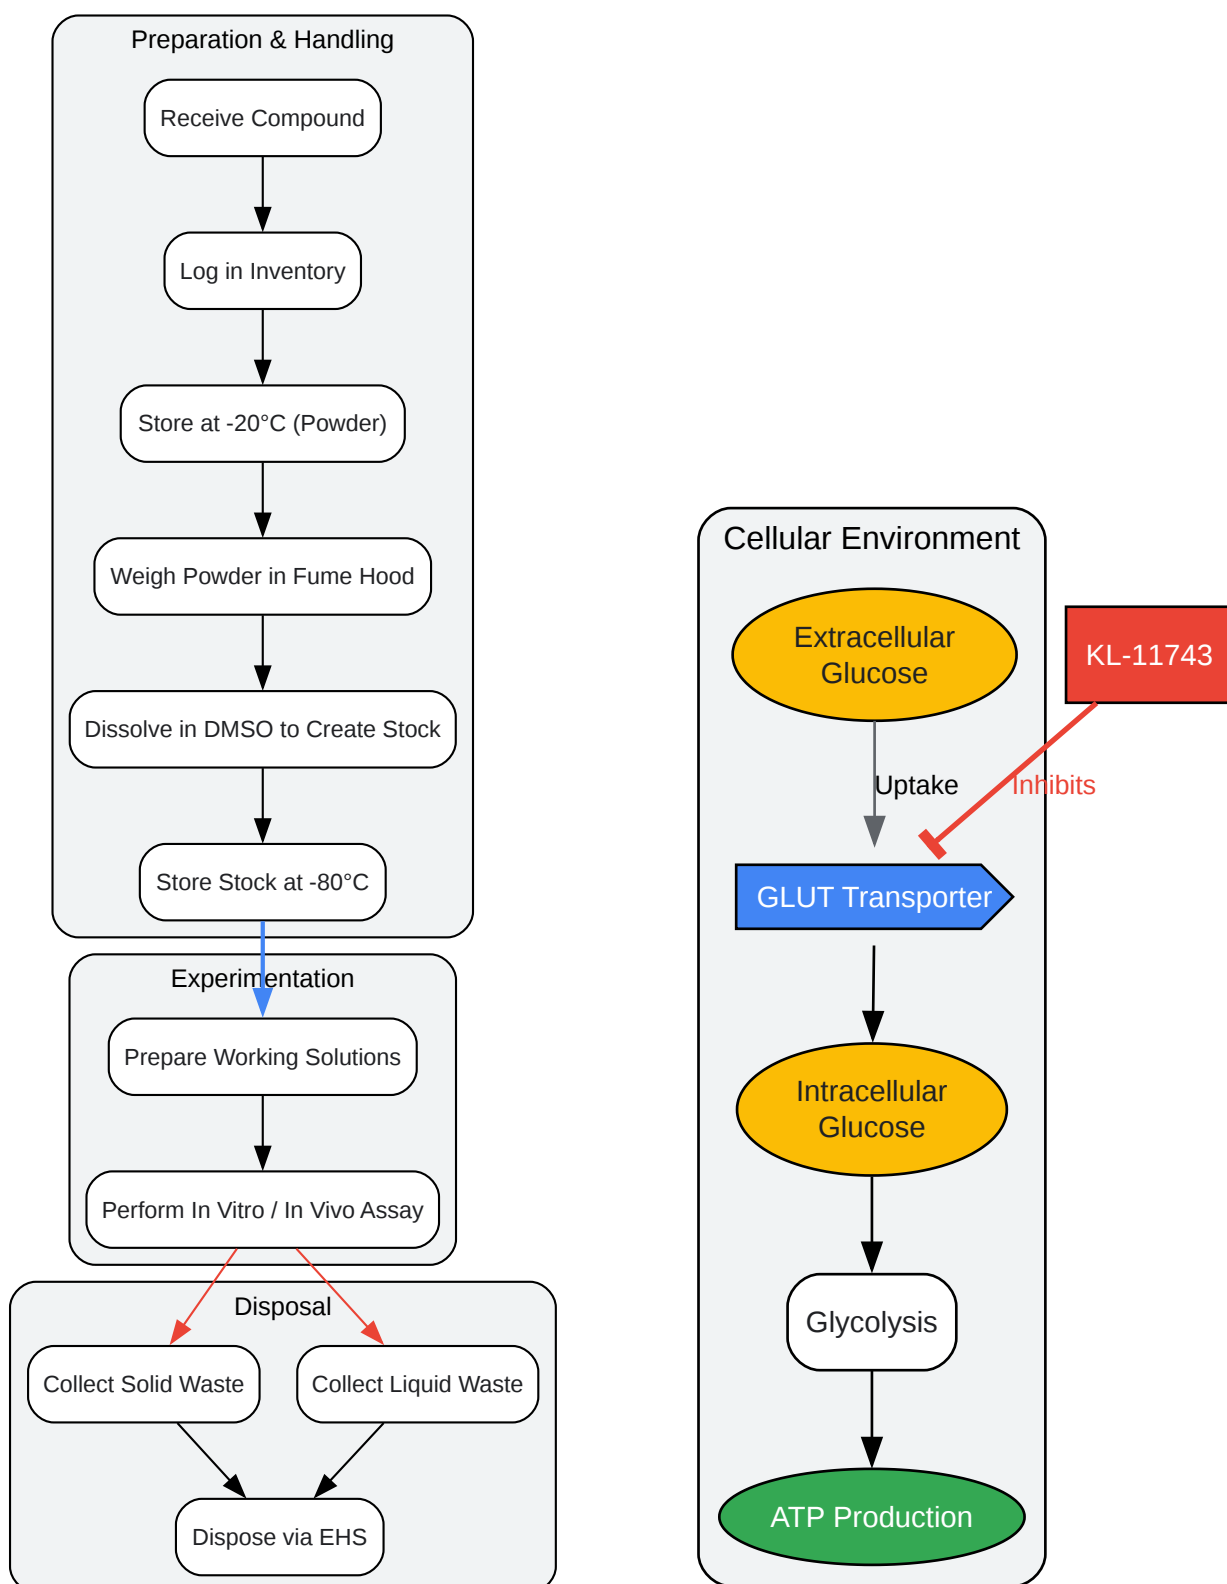 Preparation & Handling
Receive Compound
Log in Inventory
Store at -20°C (Powder)
Weigh Powder in Fume Hood
Dissolve in DMSO to Create Stock
Store Stock at -80°C
Experimentation
Prepare Working Solutions
Perform In Vitro / In Vivo Assay
Disposal
Collect Solid Waste
Collect Liquid Waste
Dispose via EHS
Cellular Environment
Extracellular
Glucose
KL-11743
Uptake
Inhibits
GLUT Transporter
Intracellular
Glucose
Glycolysis
ATP Production